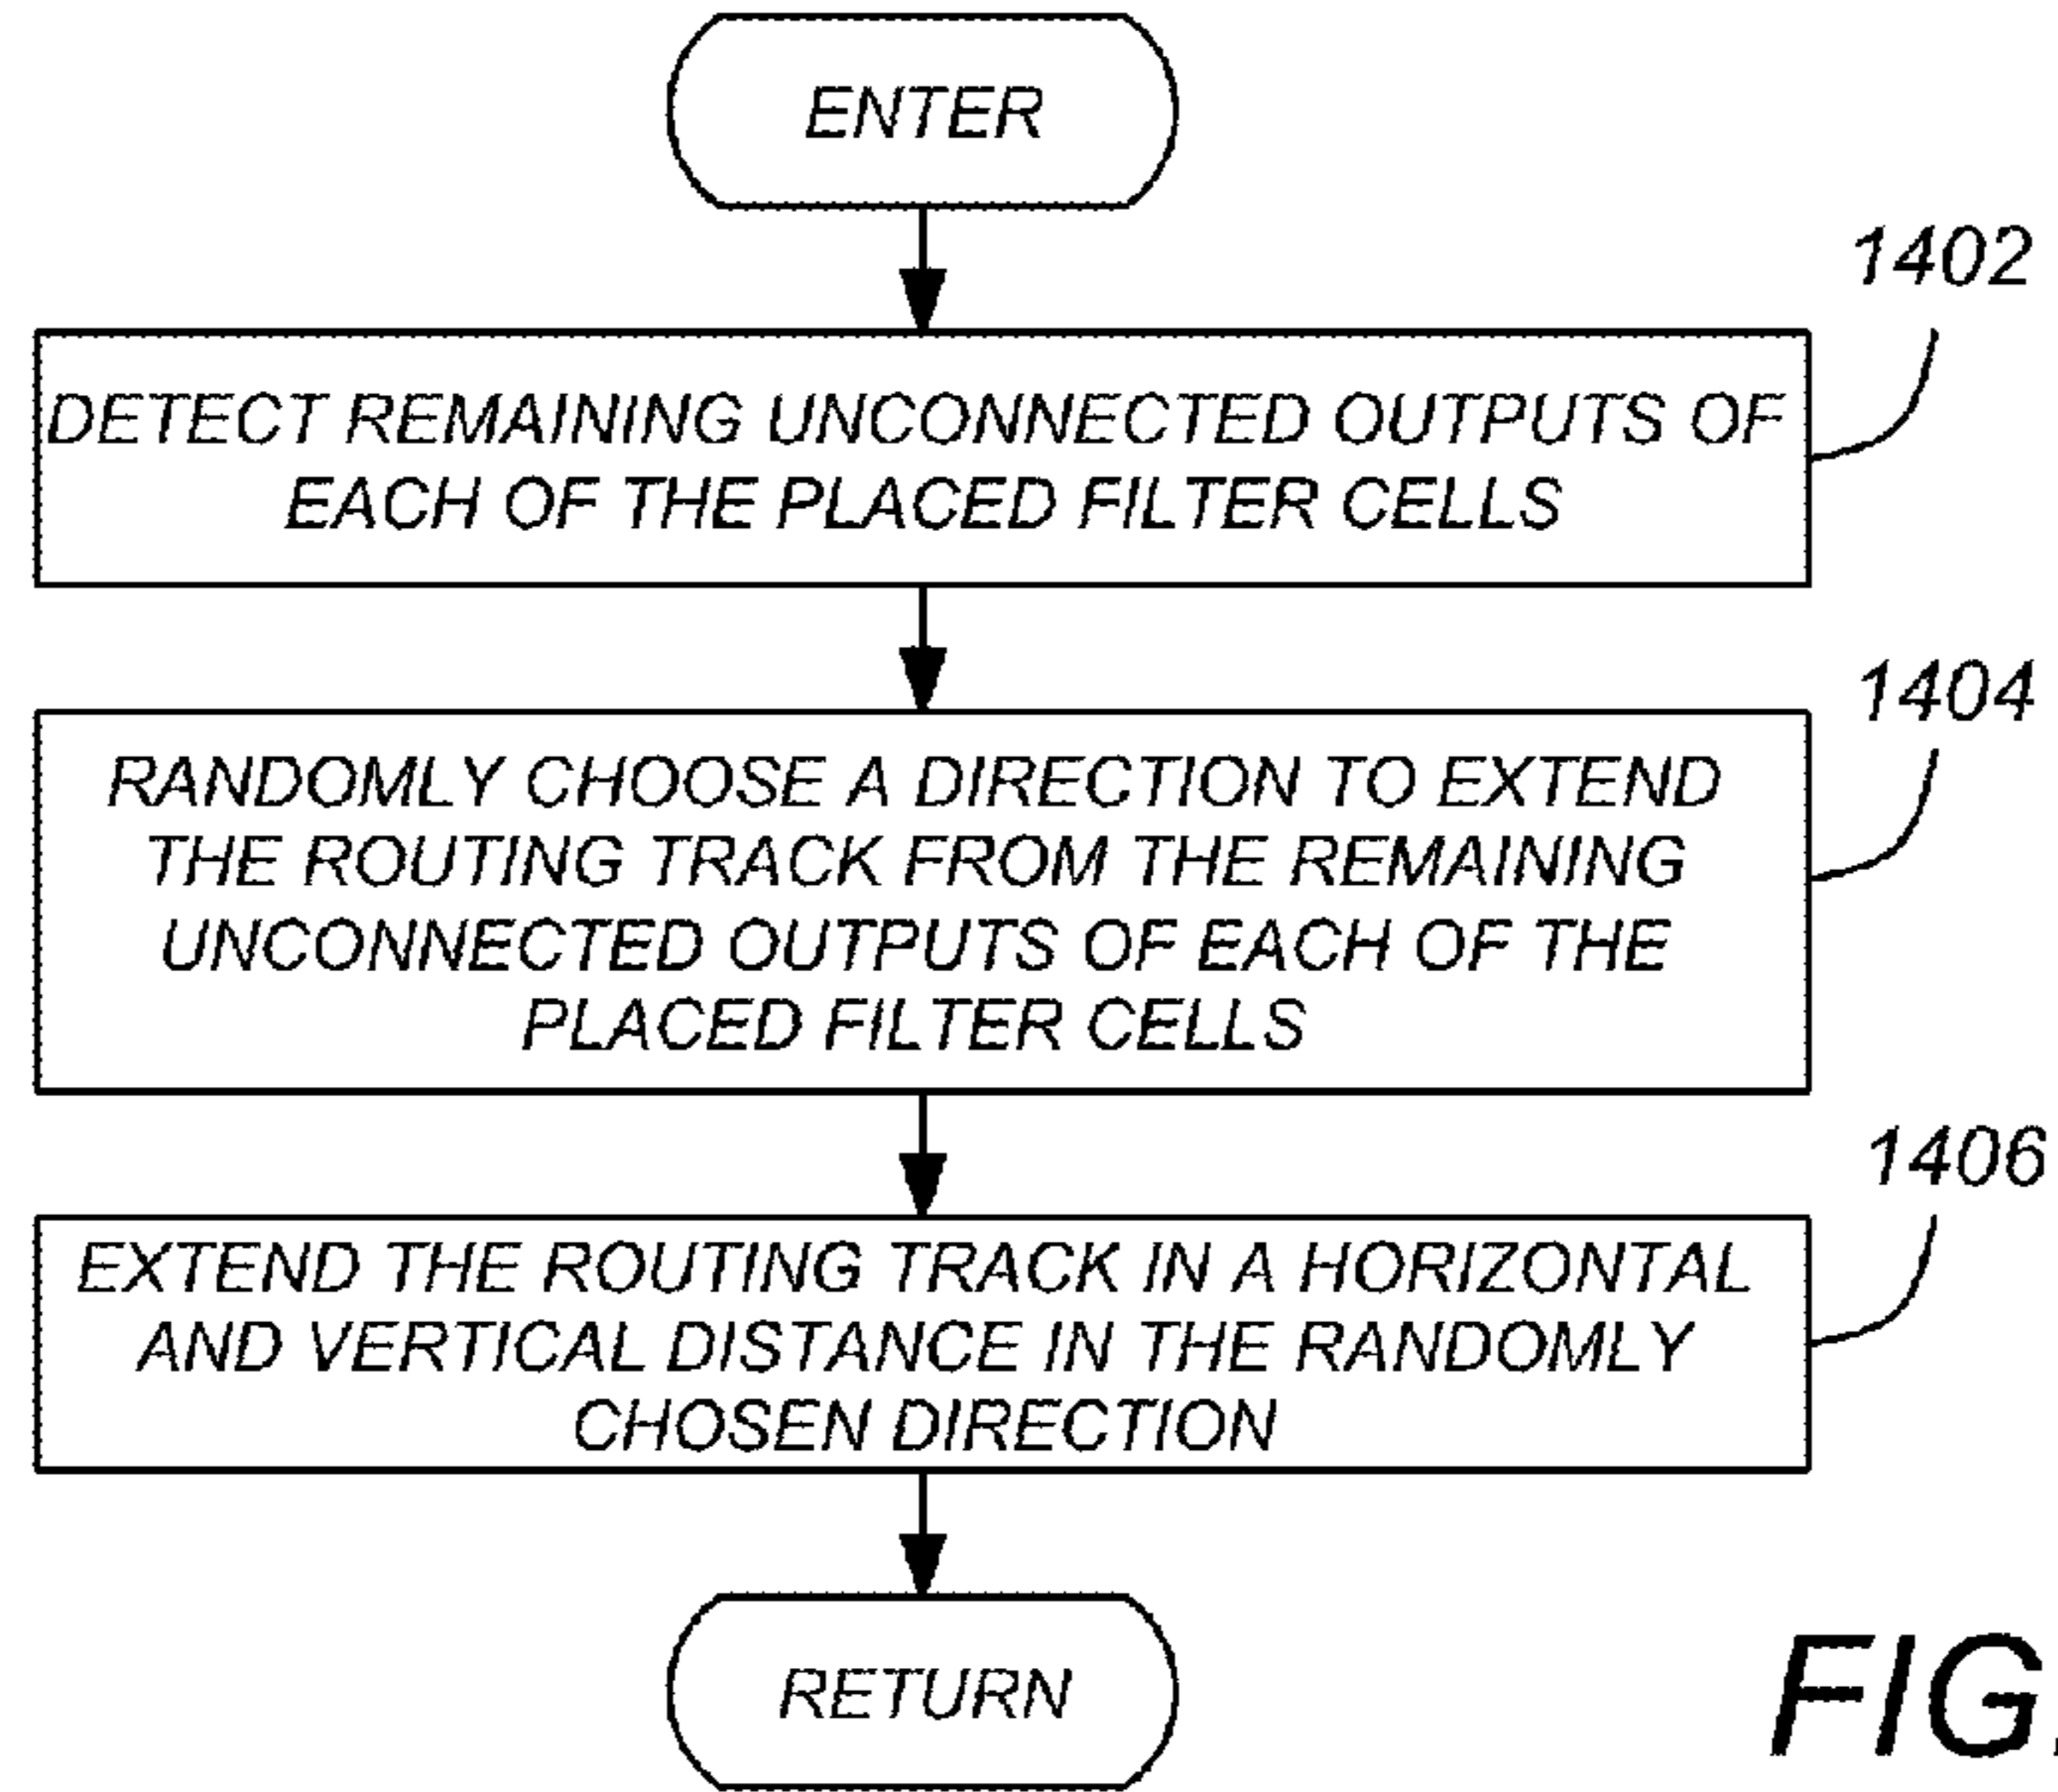 ENTER
1402
DETECT REMAINING UNCONNECTED OUTPUTS OF
EACH OF THE PLACED FILTER CELLS
1404
RANDOMLY CHOOSE A DIRECTION TO EXTEND
THE ROUTING TRACK FROM THE REMAINING
UNCONNECTED OUTPUTS OF EACH OF THE
PLACED FILTER CELLS
1406
EXTEND THE ROUTING TRACK IN A HORIZONTAL
AND VERTICAL DISTANCE IN THE RANDOMLY
CHOSEN DIRECTION
RETURN
FIG.